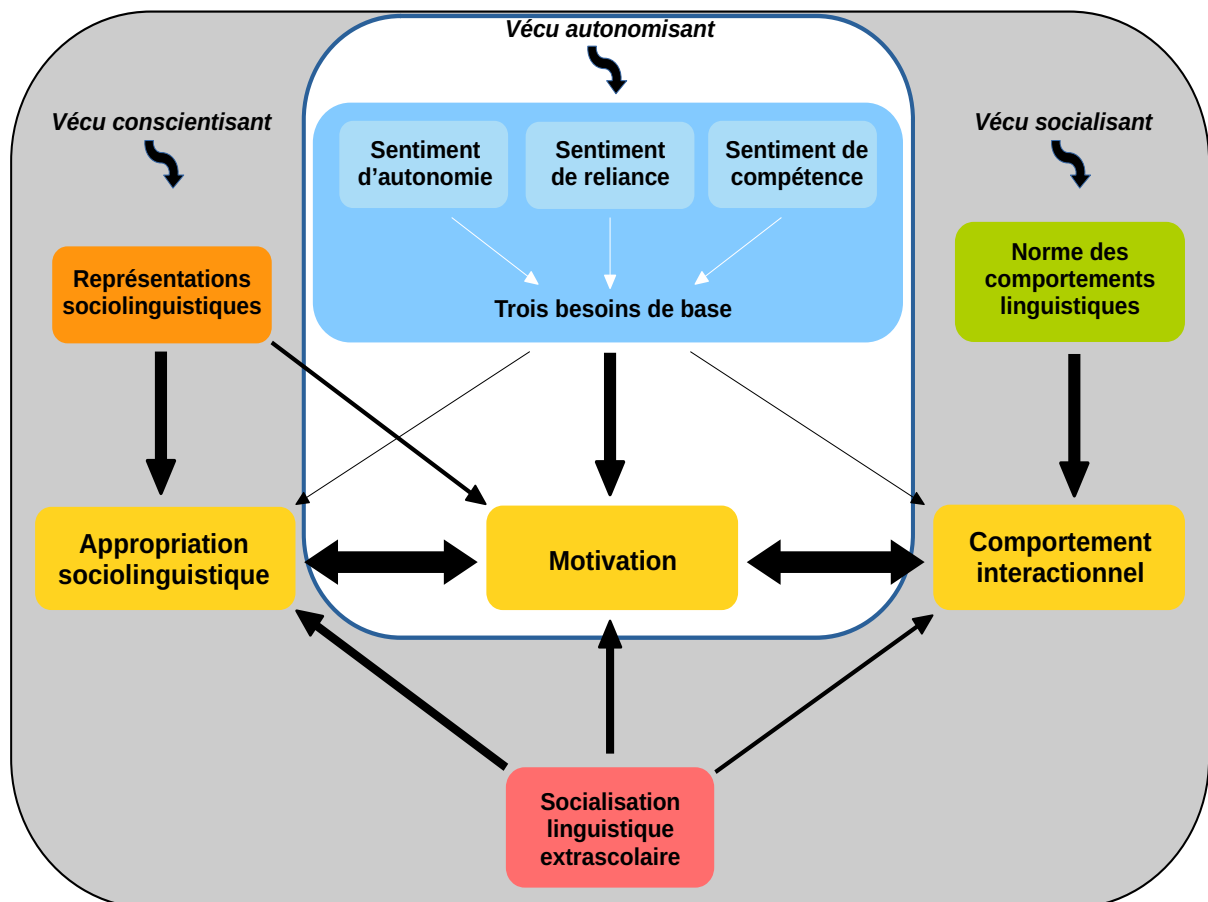 Vécu autonomisant
Vécu conscientisant
Vécu socialisant
Sentiment
d’autonomie
Sentiment
de reliance
Sentiment de
compétence
Trois besoins de base
Représentations
sociolinguistiques
Norme des
comportements
linguistiques
Appropriation
sociolinguistique
Motivation
Comportement
interactionnel
Socialisation
linguistique
extrascolaire